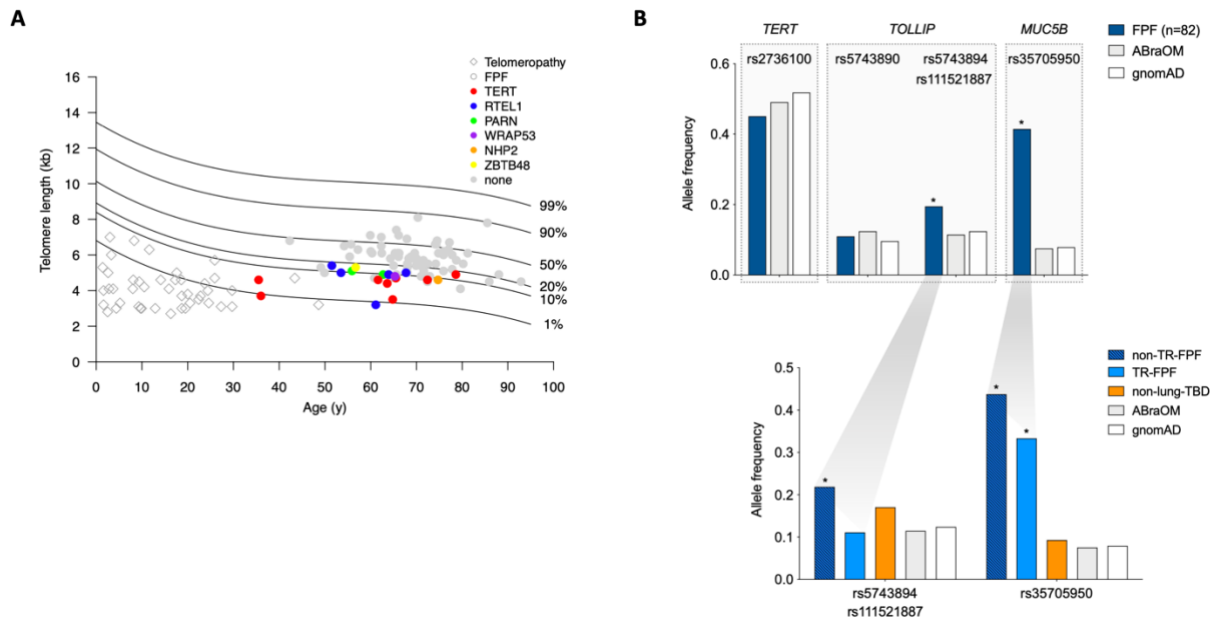 A
Telomere length (kb)
16
14
12
10
8
6
4
2
0
0 10 20 30 40 50 60 70 80 90 100
Age (y)
Telomeropathy
FPF
TERT
RTEL1
PARN
WRAP53
NHP2
ZBTB48
none
99%
90%
50%
20%
10%
1%
B
TERT TOLLIP MUC5B
rs2736100 rs5743890 rs5743894 rs35705950
rs111521887
FPF (n=82)
ABraOM
gnomAD
Allele frequency
0.6
0.4
0.2
0.0
*
*
non-TR-FPF
TR-FPF
non-lung-TBD
ABraOM
gnomAD
Allele frequency
0.5
0.4
0.3
0.2
0.1
0.0
*
*
*
rs5743894 rs35705950
rs111521887